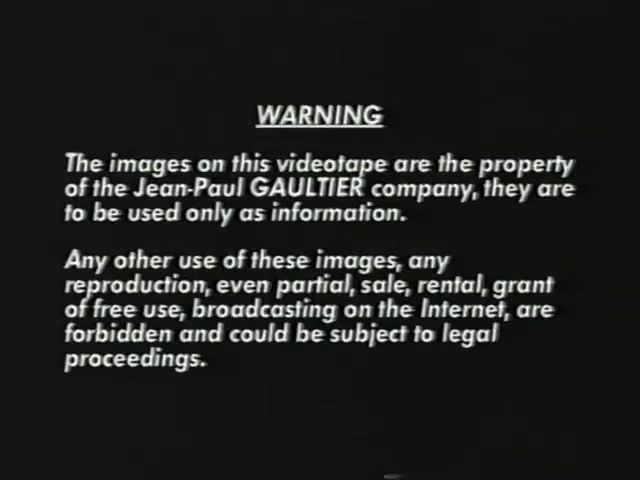 WARNING
The images on this videotape are the property
of the Jean-Paul GAULTIER company, they are
to be used only as information.
Any other use of these images, any
reproduction, even partial, sale, rental, grant
of free use, broadcasting on the Internet, are
forbidden and could be subject to legal
proceedings.